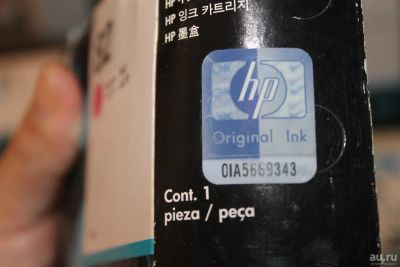 HP 잉크 카트리지
HP 墨盒
hp
Original Ink
OIA5669343
Cont. 1
pieza / peça
au.ru